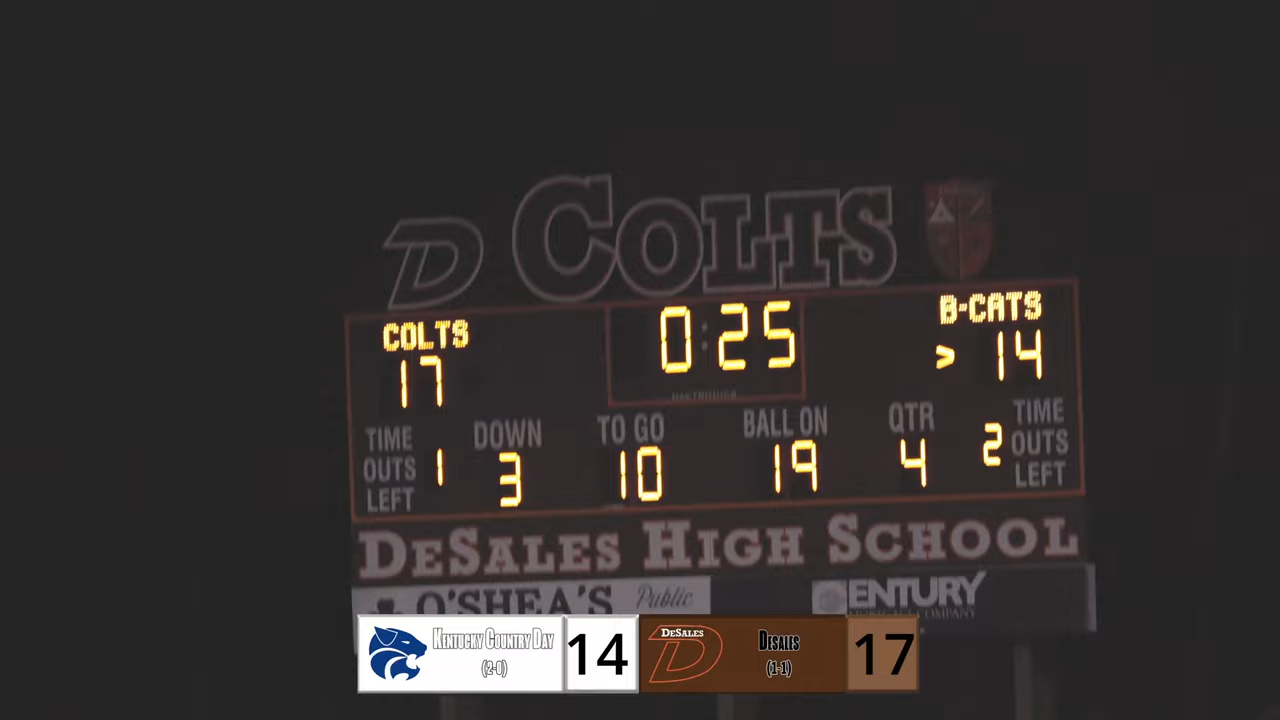 D COLTS
COLTS
17
0:25
B-CATS
> 14
TIME OUTS LEFT 1
DOWN 3
TO GO 10
BALL ON 19
QTR 4
2 TIME OUTS LEFT
DESALES HIGH SCHOOL
O'SHEA'S Public
ENTURY
COMPANY
KENTUCKY COUNTRY DAY
(2-0)
14
DESALES
D
DESALES
(1-1)
17